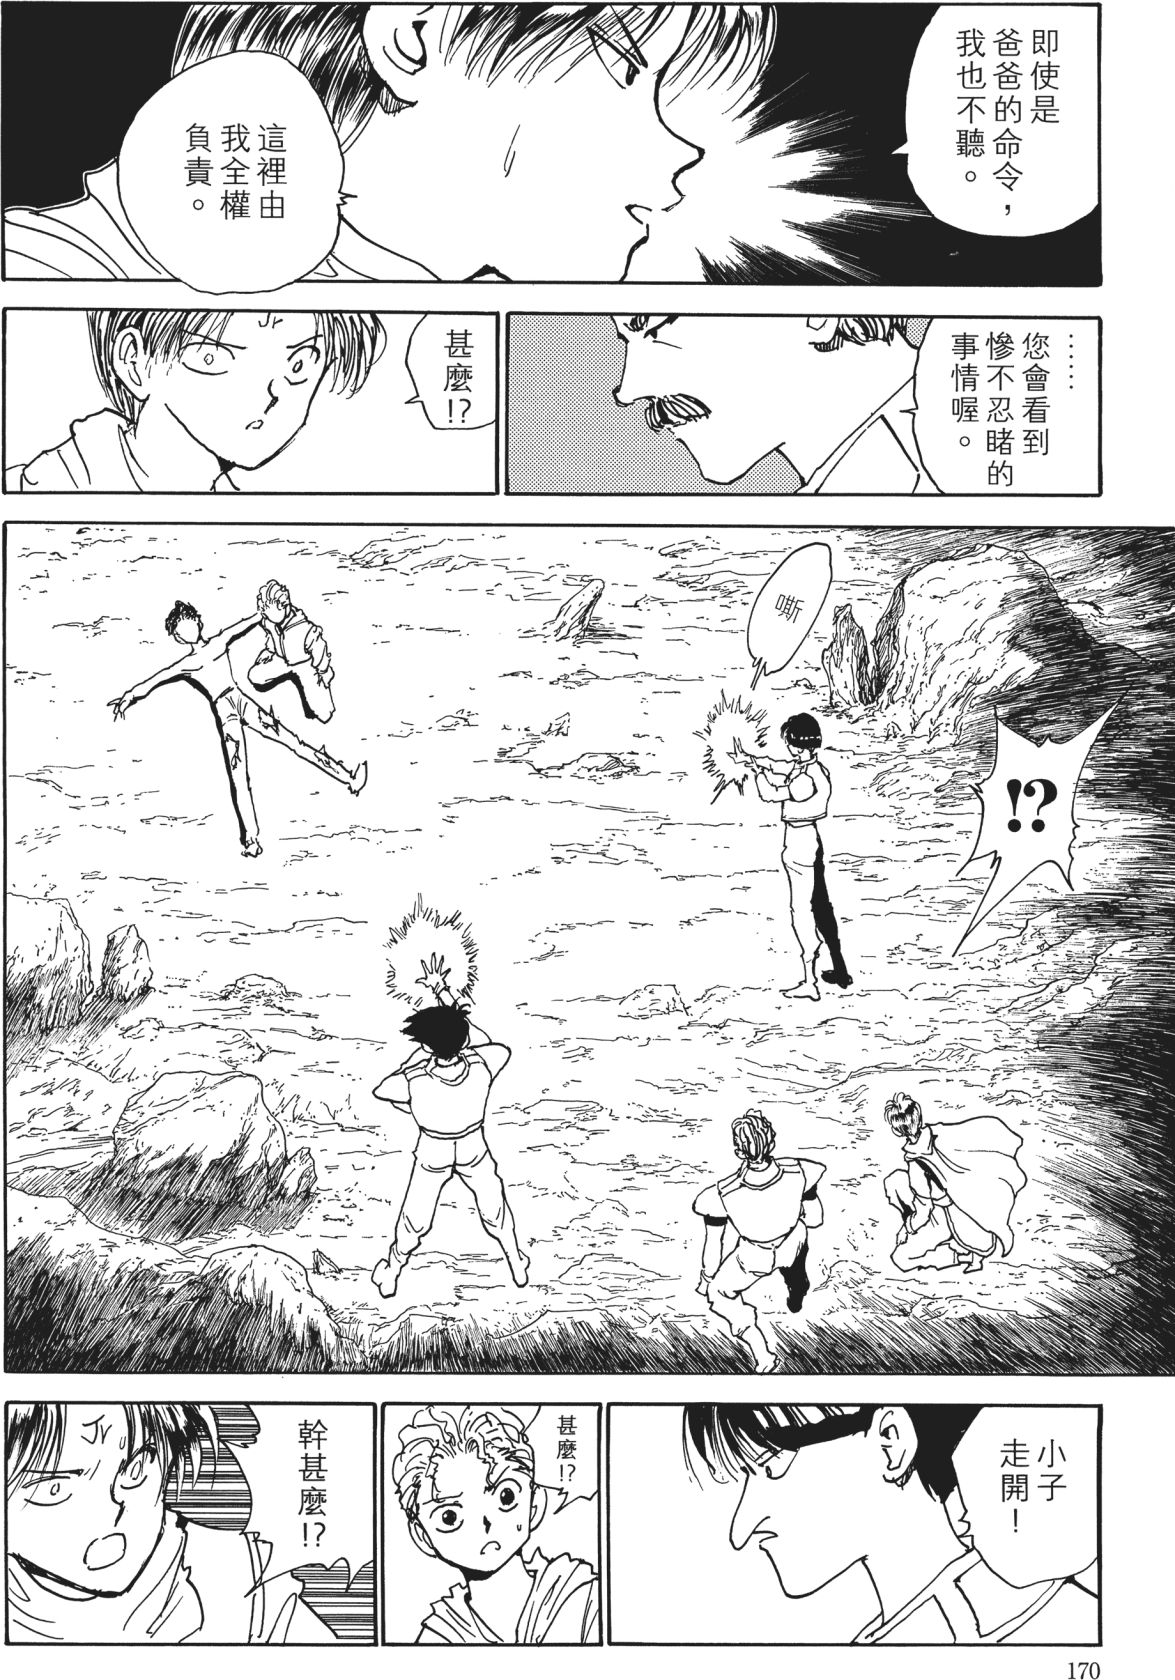 即使是
爸爸的命令，
我也不聽。
這裡由
我全權
負責。
……
您會看到
慘不忍睹的
事情喔。
甚麼!?
嘶
!?
小子
走開！
甚麼!?
幹甚麼!?
Jr
Jr
170